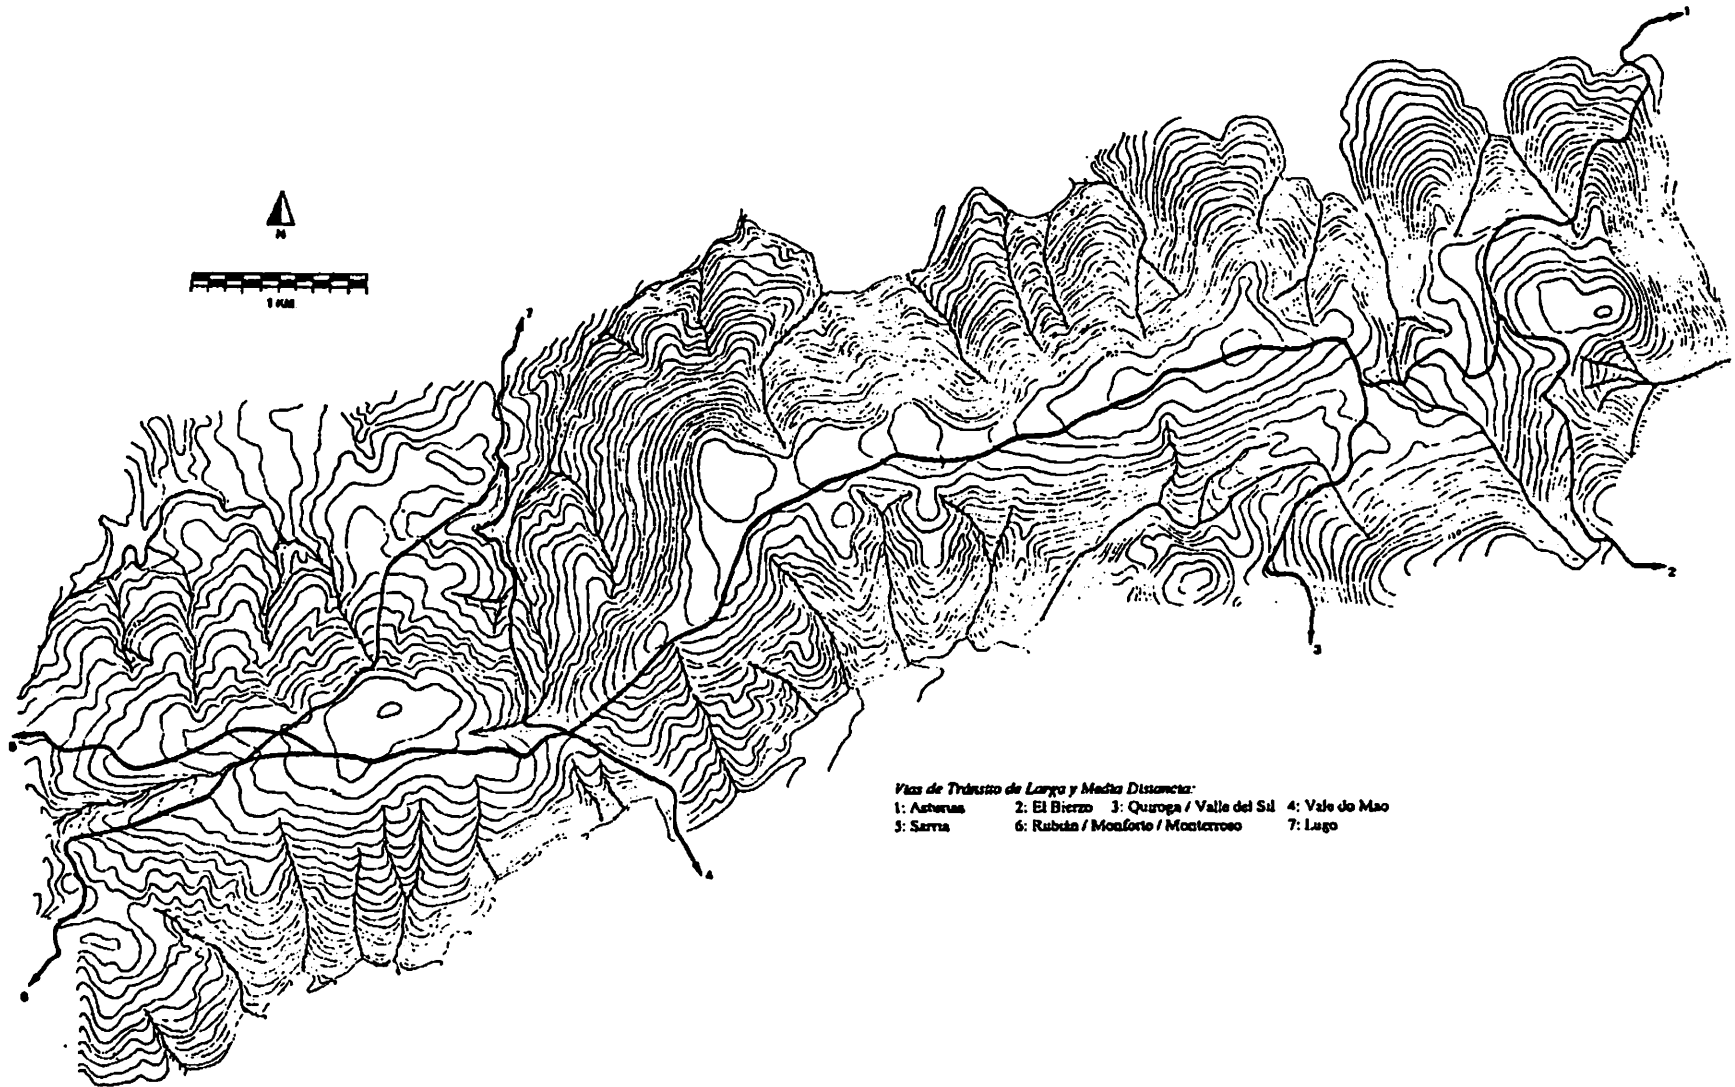 1
N
1 KM.
7
2
3
5
Vias de Tránsito de Larga y Media Distancia:
1: Asturias 2: El Bierzo 3: Quiroga / Valle del Sil 4: Vale do Mao
5: Sarria 6: Rubián / Monforte / Monterroso 7: Lugo
4
6